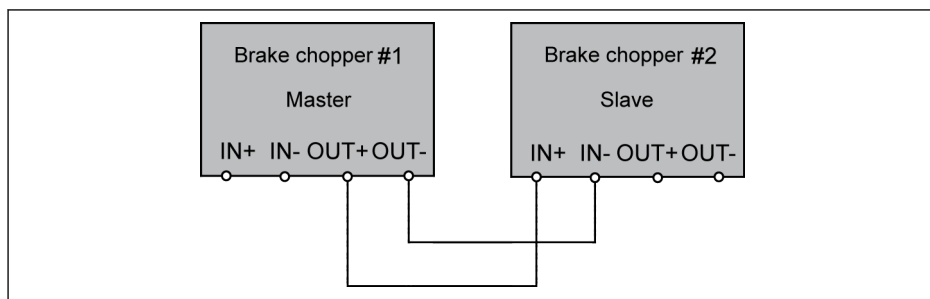 Brake chopper #1
Master
IN+ IN- OUT+ OUT-
Brake chopper #2
Slave
IN+ IN- OUT+ OUT-